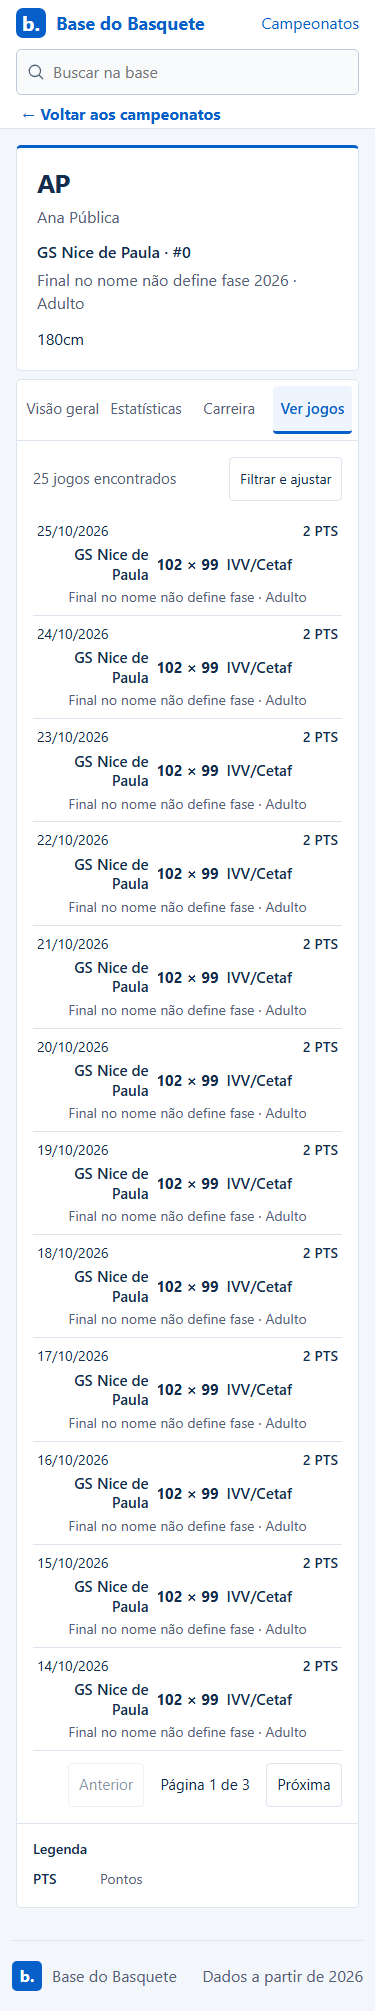 b. Base do Basquete Campeonatos
Buscar na base
← Voltar aos campeonatos
AP
Ana Pública
GS Nice de Paula · #0
Final no nome não define fase 2026 ·
Adulto
180cm
Visão geral Estatísticas Carreira Ver jogos
25 jogos encontrados Filtrar e ajustar
25/10/2026 2 PTS
GS Nice de
Paula 102 × 99 IVV/Cetaf
Final no nome não define fase · Adulto
24/10/2026 2 PTS
GS Nice de
Paula 102 × 99 IVV/Cetaf
Final no nome não define fase · Adulto
23/10/2026 2 PTS
GS Nice de
Paula 102 × 99 IVV/Cetaf
Final no nome não define fase · Adulto
22/10/2026 2 PTS
GS Nice de
Paula 102 × 99 IVV/Cetaf
Final no nome não define fase · Adulto
21/10/2026 2 PTS
GS Nice de
Paula 102 × 99 IVV/Cetaf
Final no nome não define fase · Adulto
20/10/2026 2 PTS
GS Nice de
Paula 102 × 99 IVV/Cetaf
Final no nome não define fase · Adulto
19/10/2026 2 PTS
GS Nice de
Paula 102 × 99 IVV/Cetaf
Final no nome não define fase · Adulto
18/10/2026 2 PTS
GS Nice de
Paula 102 × 99 IVV/Cetaf
Final no nome não define fase · Adulto
17/10/2026 2 PTS
GS Nice de
Paula 102 × 99 IVV/Cetaf
Final no nome não define fase · Adulto
16/10/2026 2 PTS
GS Nice de
Paula 102 × 99 IVV/Cetaf
Final no nome não define fase · Adulto
15/10/2026 2 PTS
GS Nice de
Paula 102 × 99 IVV/Cetaf
Final no nome não define fase · Adulto
14/10/2026 2 PTS
GS Nice de
Paula 102 × 99 IVV/Cetaf
Final no nome não define fase · Adulto
Anterior Página 1 de 3 Próxima
Legenda
PTS Pontos
b. Base do Basquete Dados a partir de 2026